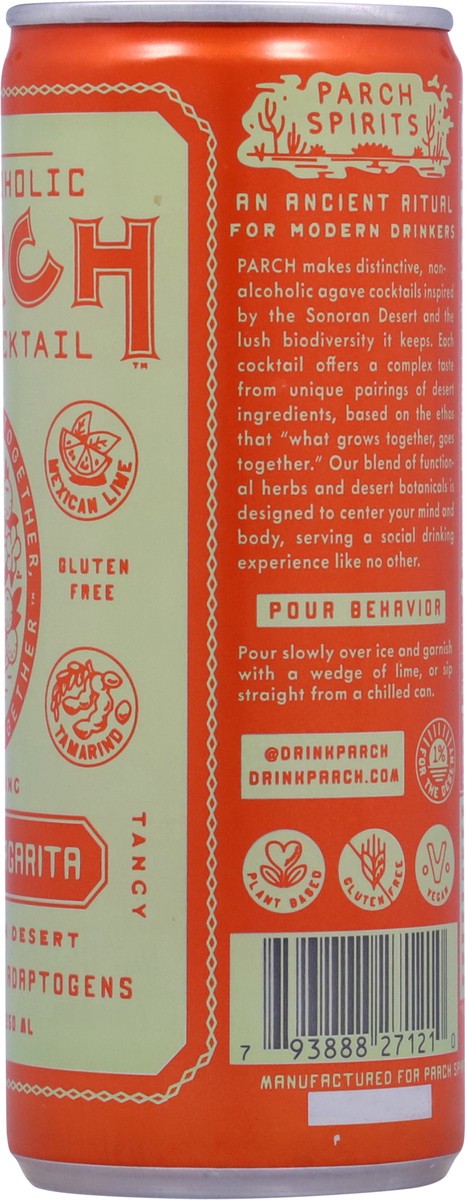 HOLIC
CH
CKTAIL
TM
MEXICAN LIME
TOGETHER,
GLUTEN
FREE
TAMARIND
GARITA
TANGY
DESERT
ADAPTOGENS
PARCH
SPIRITS
AN ANCIENT RITUAL
FOR MODERN DRINKERS
PARCH makes distinctive, non-
alcoholic agave cocktails inspired
by the Sonoran Desert and the
lush biodiversity it keeps. Each
cocktail offers a complex taste
from unique pairings of desert
ingredients, based on the ethos
that "what grows together, goes
together." Our blend of function-
al herbs and desert botanicals is
designed to center your mind and
body, serving a social drinking
experience like no other.
POUR BEHAVIOR
Pour slowly over ice and garnish
with a wedge of lime, or sip
straight from a chilled can.
@DRINKPARCH
DRINKPARCH.COM
1%
FOR THE DESERT
PLANT BASED
GLUTEN FREE
VEGAN
7 93888 27121 0
MANUFACTURED FOR PARCH